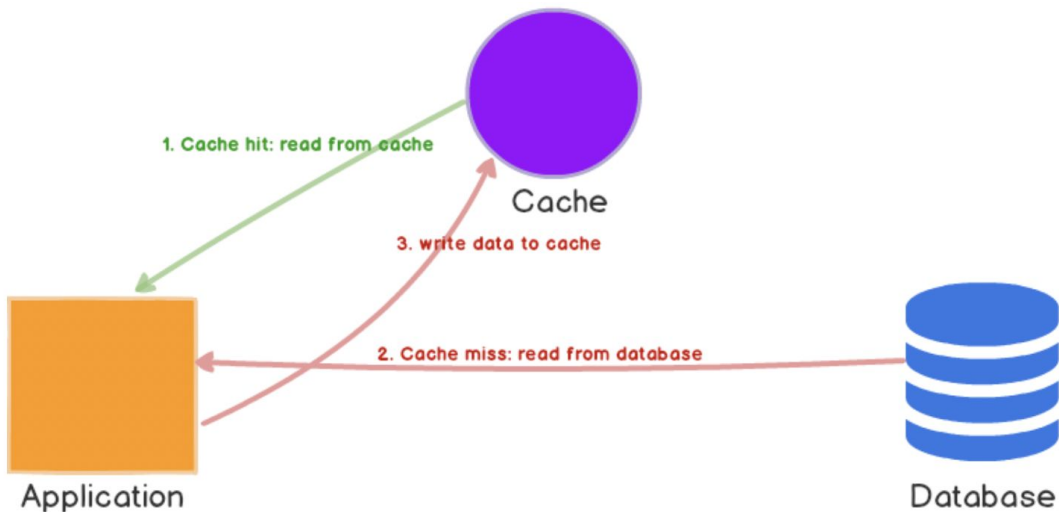 1. Cache hit: read from cache
Cache
3. write data to cache
2. Cache miss: read from database
Application
Database